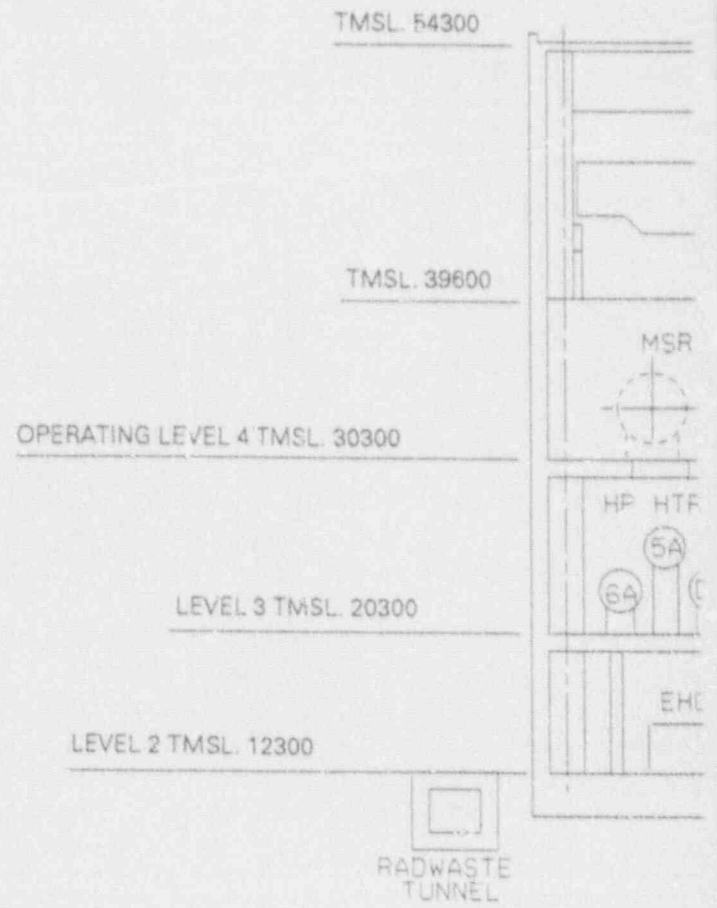 TMSL. 54300
TMSL. 39600
MSR
OPERATING LEVEL 4 TMSL. 30300
HP HTR
5A
6A
LEVEL 3 TMSL. 20300
LEVEL 2 TMSL. 12300
RADWASTE
TUNNEL